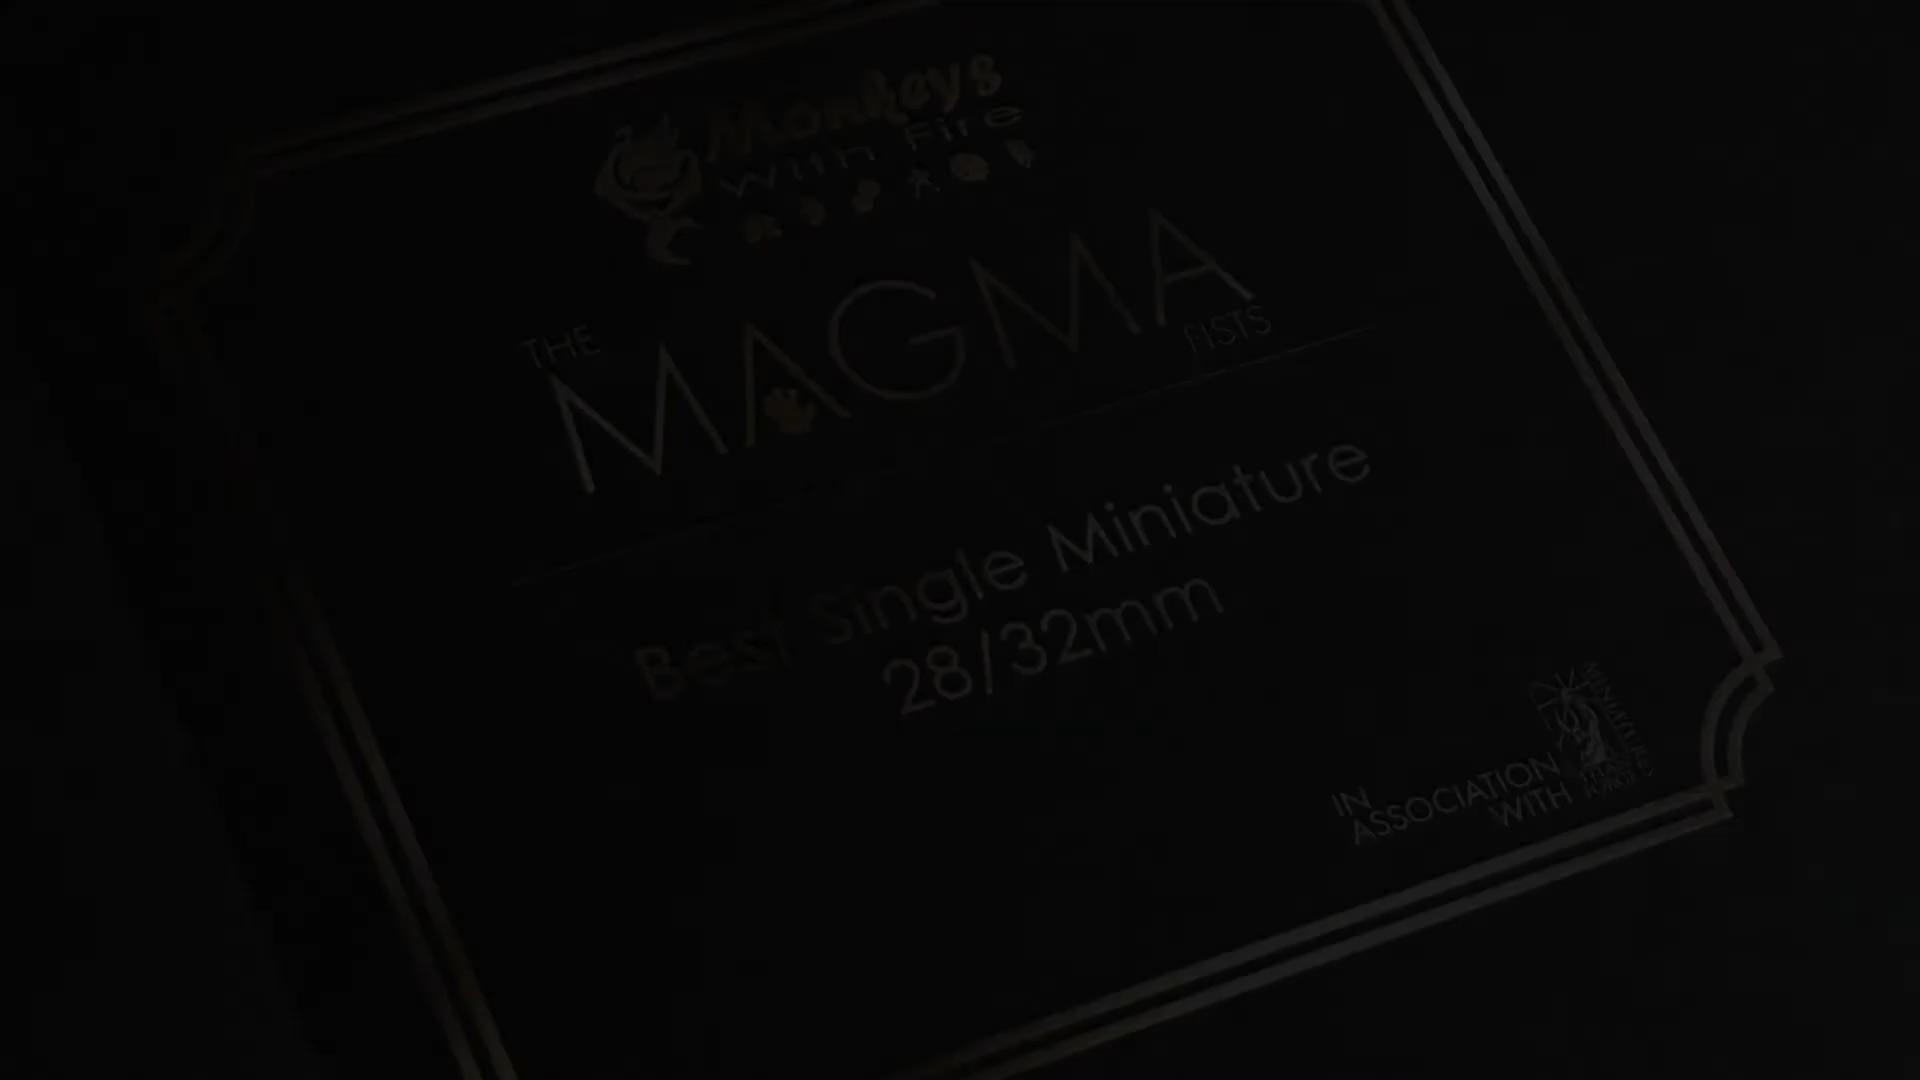 Monkeys
With Fire
THE
MAGMA
FISTS
Best Single Miniature
28/32mm
IN
ASSOCIATION
WITH